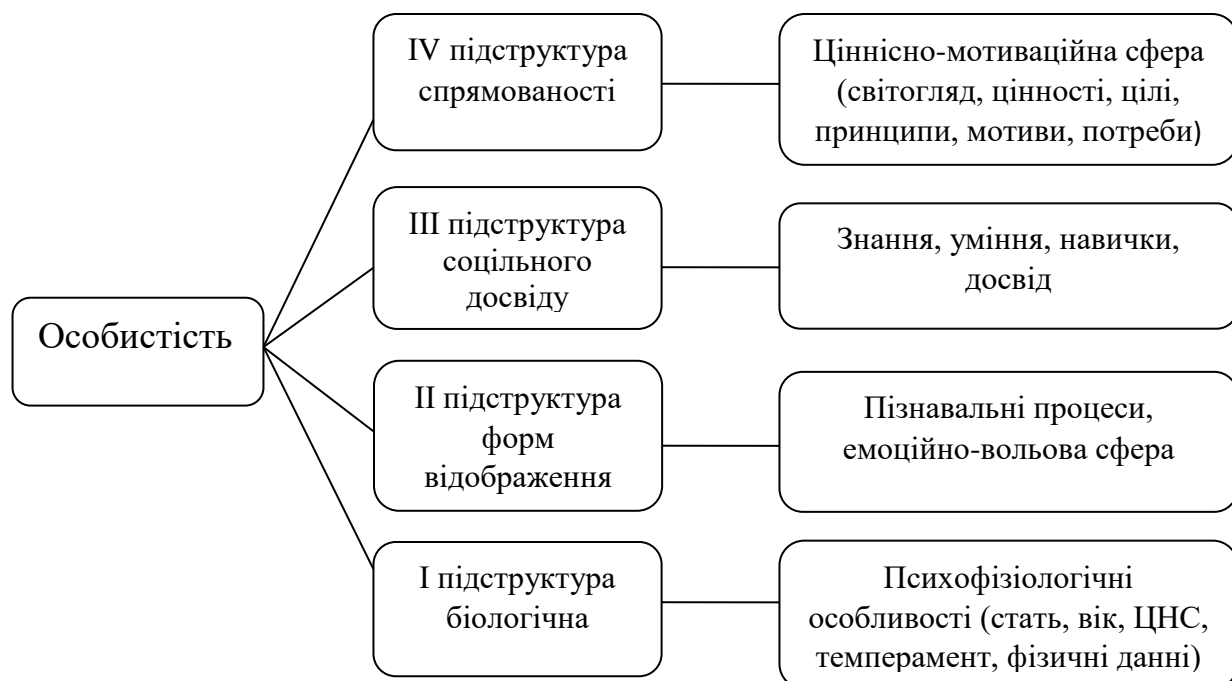 Особистість
IV підструктура
спрямованості
Ціннісно-мотиваційна сфера
(світогляд, цінності, цілі,
принципи, мотиви, потреби)
III підструктура
соцільного
досвіду
Знання, уміння, навички,
досвід
II підструктура
форм
відображення
Пізнавальні процеси,
емоційно-вольова сфера
I підструктура
біологічна
Психофізіологічні
особливості (стать, вік, ЦНС,
темперамент, фізичні данні)